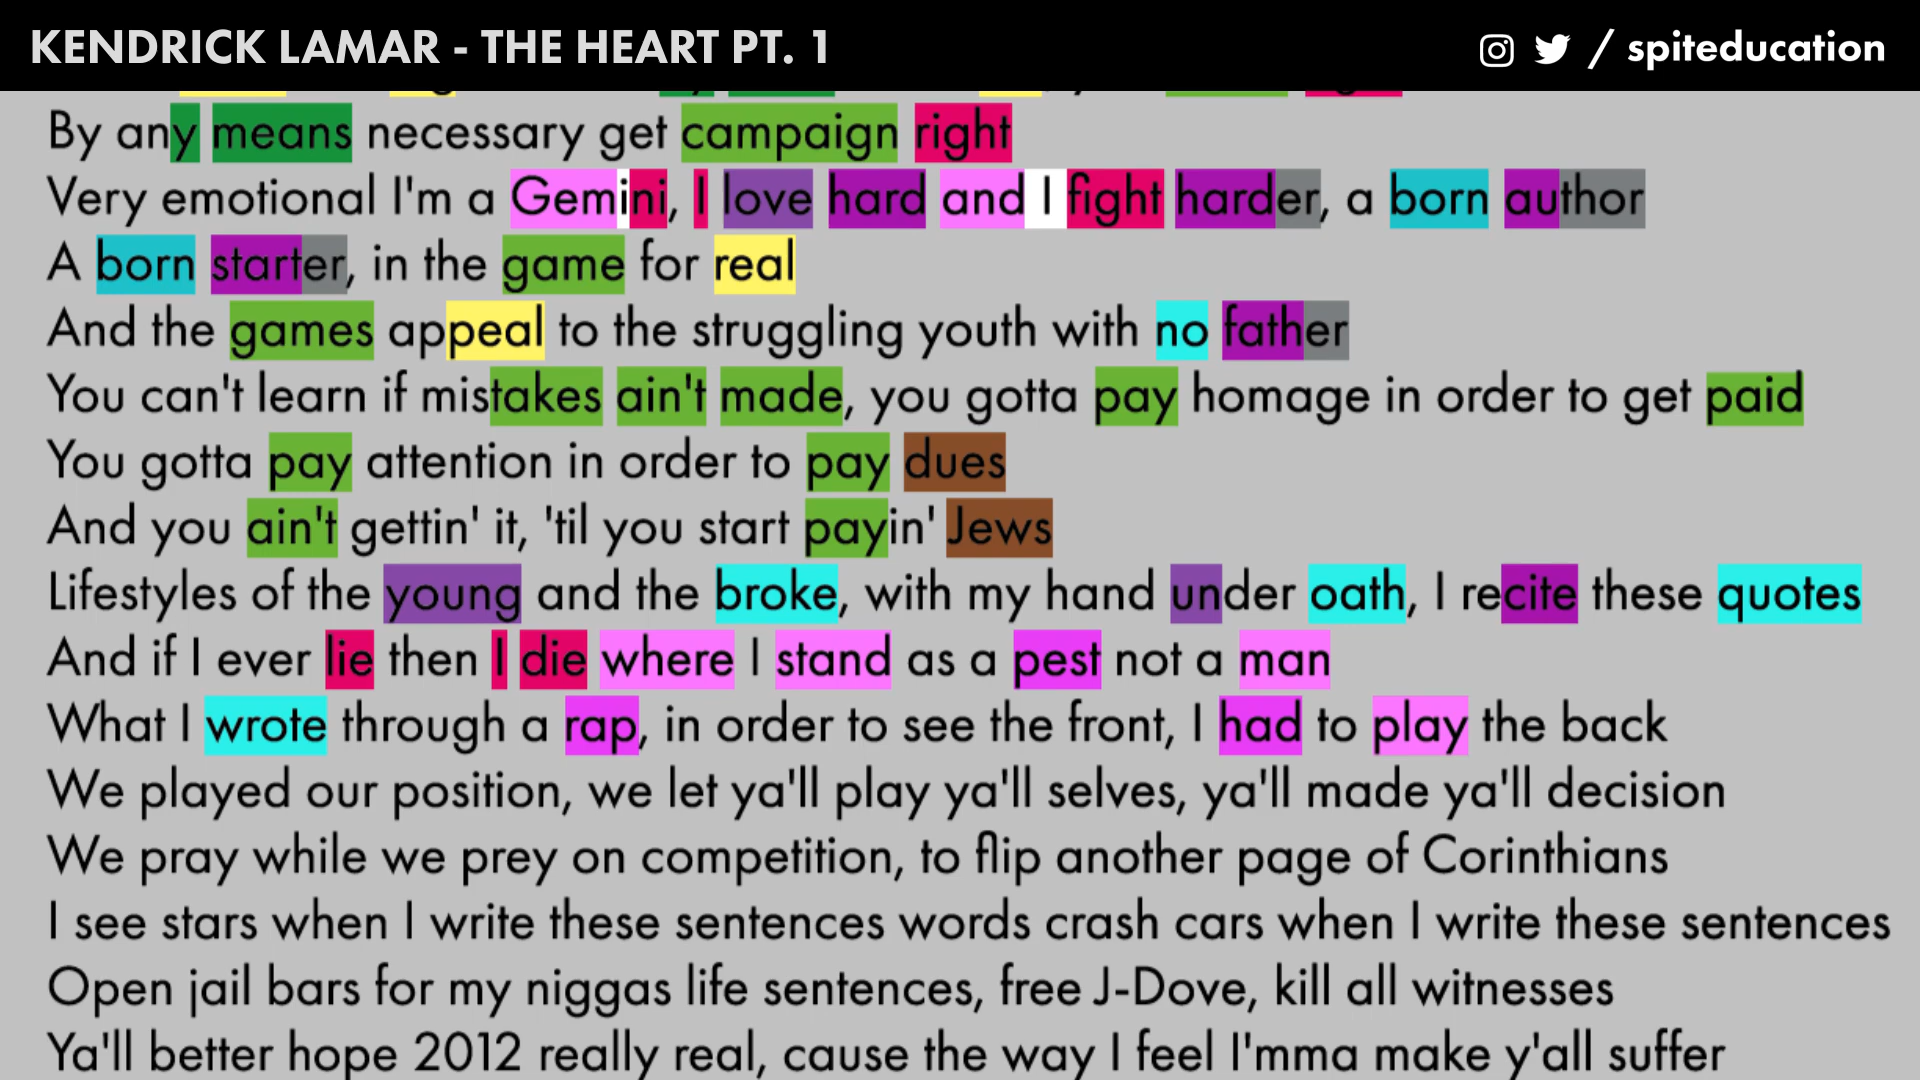 KENDRICK LAMAR - THE HEART PT. 1
/ spiteducation
By any means necessary get campaign right
Very emotional I'm a Gemini, I love hard and I fight harder, a born author
A born starter, in the game for real
And the games appeal to the struggling youth with no father
You can't learn if mistakes ain't made, you gotta pay homage in order to get paid
You gotta pay attention in order to pay dues
And you ain't gettin' it, 'til you start payin' Jews
Lifestyles of the young and the broke, with my hand under oath, I recite these quotes
And if I ever lie then I die where I stand as a pest not a man
What I wrote through a rap, in order to see the front, I had to play the back
We played our position, we let ya'll play ya'll selves, ya'll made ya'll decision
We pray while we prey on competition, to flip another page of Corinthians
I see stars when I write these sentences words crash cars when I write these sentences
Open jail bars for my niggas life sentences, free J-Dove, kill all witnesses
Ya'll better hope 2012 really real, cause the way I feel I'mma make y'all suffer